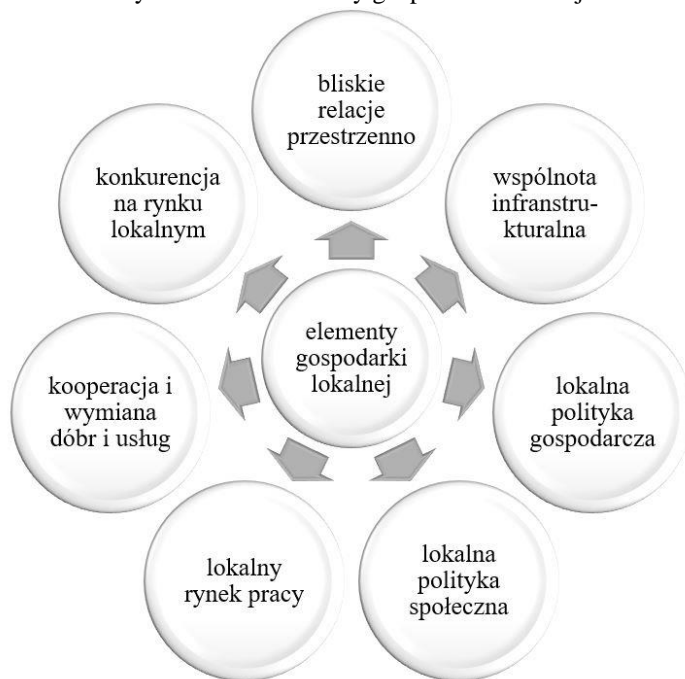 bliskie
relacje
przestrzenno
wspólnota
infranstru-
kturalna
lokalna
polityka
gospodarcza
lokalna
polityka
społeczna
lokalny
rynek pracy
kooperacja i
wymiana
dóbr i usług
konkurencja
na rynku
lokalnym
elementy
gospodarki
lokalnej